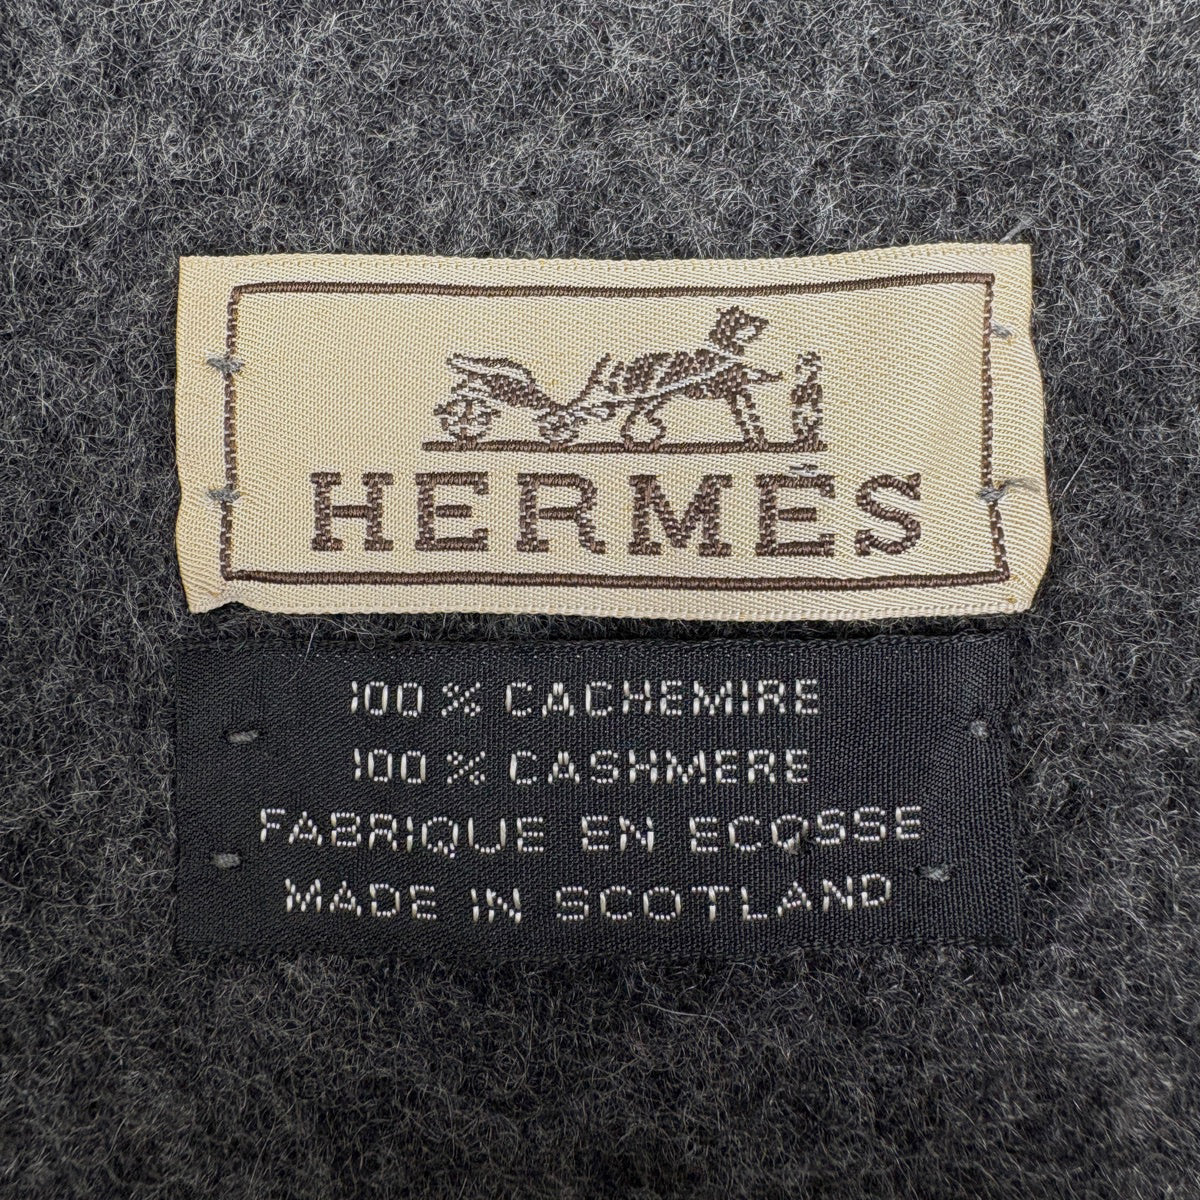 HERMÈS
100 % CACHEMIRE
100 % CASHMERE
FABRIQUE EN ECOSSE
MADE IN SCOTLAND